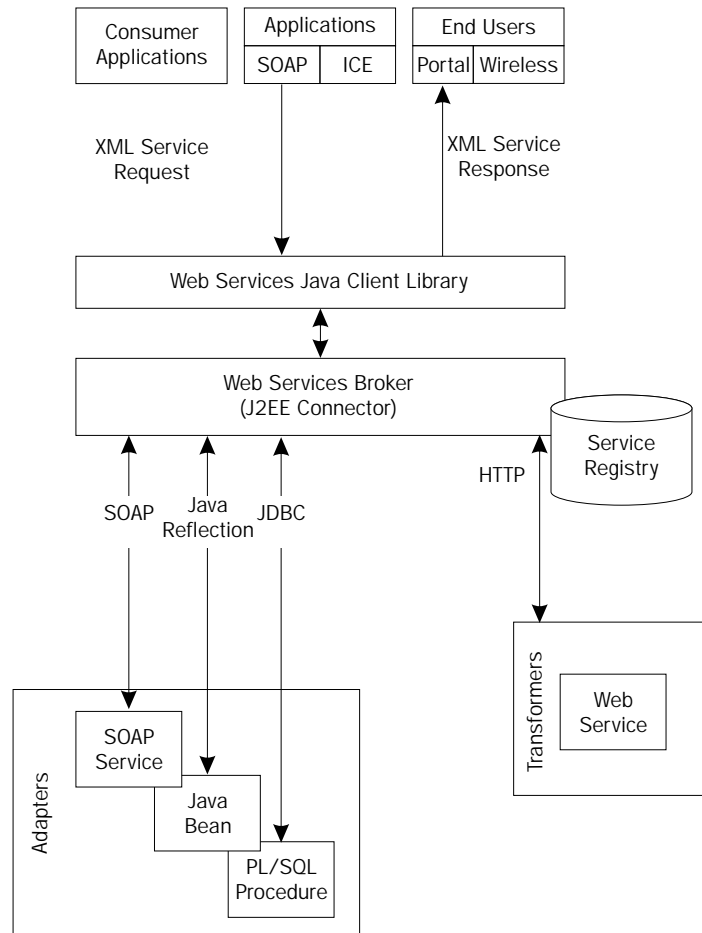 Consumer
Applications
Applications
SOAP
ICE
End Users
Portal
Wireless
XML Service
Request
XML Service
Response
Web Services Java Client Library
Web Services Broker
(J2EE Connector)
Service
Registry
SOAP
Java
Reflection
JDBC
HTTP
Adapters
SOAP
Service
Java
Bean
PL/SQL
Procedure
Transformers
Web
Service